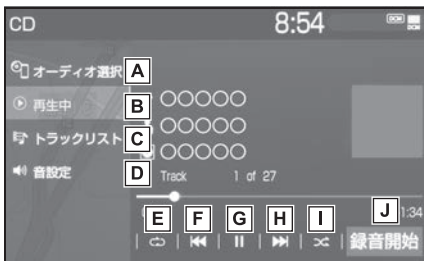 CD 8:54 DCM
オーディオ選択 A
再生中 B ○○○○○
トラックリスト C ○○○○○
○○○○○
音設定 D Track 1 of 27
1:34
E F G H I J
録音開始